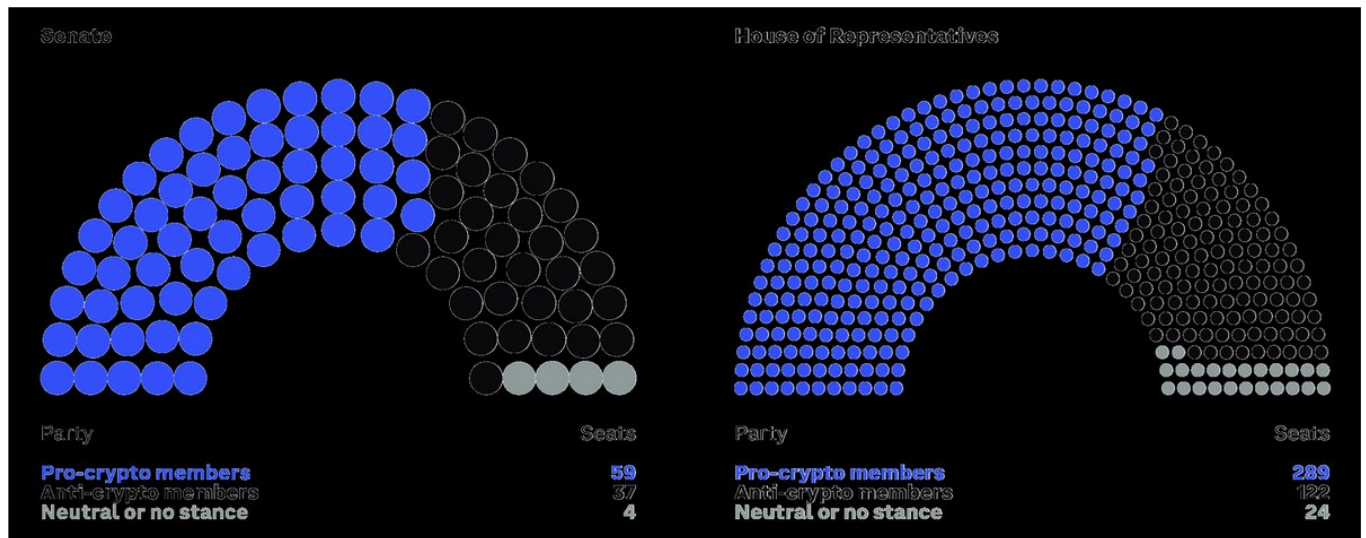 Senate
Party Seats
Pro-crypto members 59
Anti-crypto members 37
Neutral or no stance 4
House of Representatives
Party Seats
Pro-crypto members 289
Anti-crypto members 122
Neutral or no stance 24